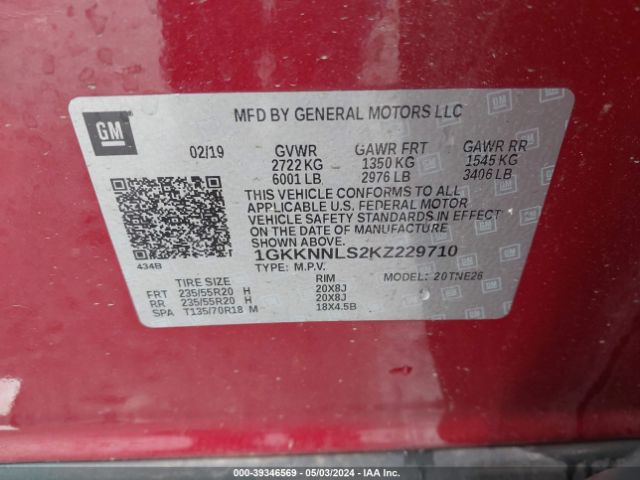 GM
MFD BY GENERAL MOTORS LLC
02/19 GVWR GAWR FRT GAWR RR
2722 KG 1350 KG 1545 KG
6001 LB 2976 LB 3406 LB
THIS VEHICLE CONFORMS TO ALL
APPLICABLE U.S. FEDERAL MOTOR
VEHICLE SAFETY STANDARDS IN EFFECT
ON THE DATE OF MANUFACTURE
SHOWN ABOVE.
1GKKNNLS2KZ229710
434B
TYPE: M.P.V. MODEL: 20TNE26
TIRE SIZE RIM
FRT 235/55R20 H 20X8J
RR 235/55R20 H 20X8J
SPA T135/70R18 M 18X4.5B
000-39346569 — 05/03/2024 — IAA Inc.